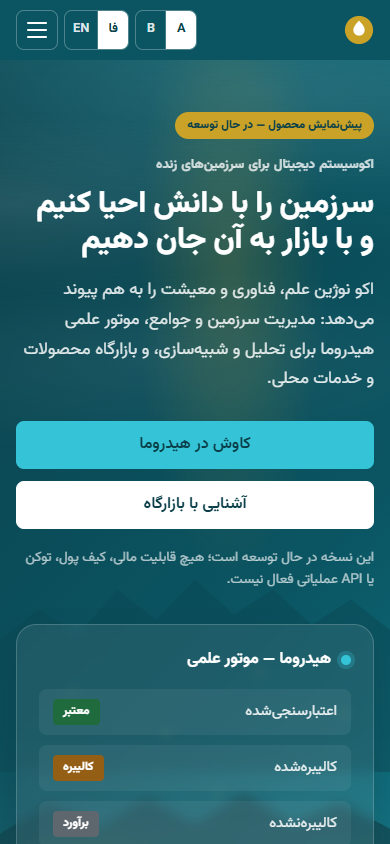 A
B
فا
EN
پیش‌نمایش محصول — در حال توسعه
اکوسیستم دیجیتال برای سرزمین‌های زنده
سرزمین را با دانش احیا کنیم
و با بازار به آن جان دهیم
اکو نوژین علم، فناوری و معیشت را به هم پیوند
می‌دهد: مدیریت سرزمین و جوامع، موتور علمی
هیدروما برای تحلیل و شبیه‌سازی، و بازارگاه محصولات
و خدمات محلی.
کاوش در هیدروما
آشنایی با بازارگاه
این نسخه در حال توسعه است؛ هیچ قابلیت مالی، کیف پول، توکن
یا API عملیاتی فعال نیست.
هیدروما — موتور علمی
اعتبارسنجی‌شده
معتبر
کالیبره‌شده
کالیبره
کالیبره‌نشده
برآورد